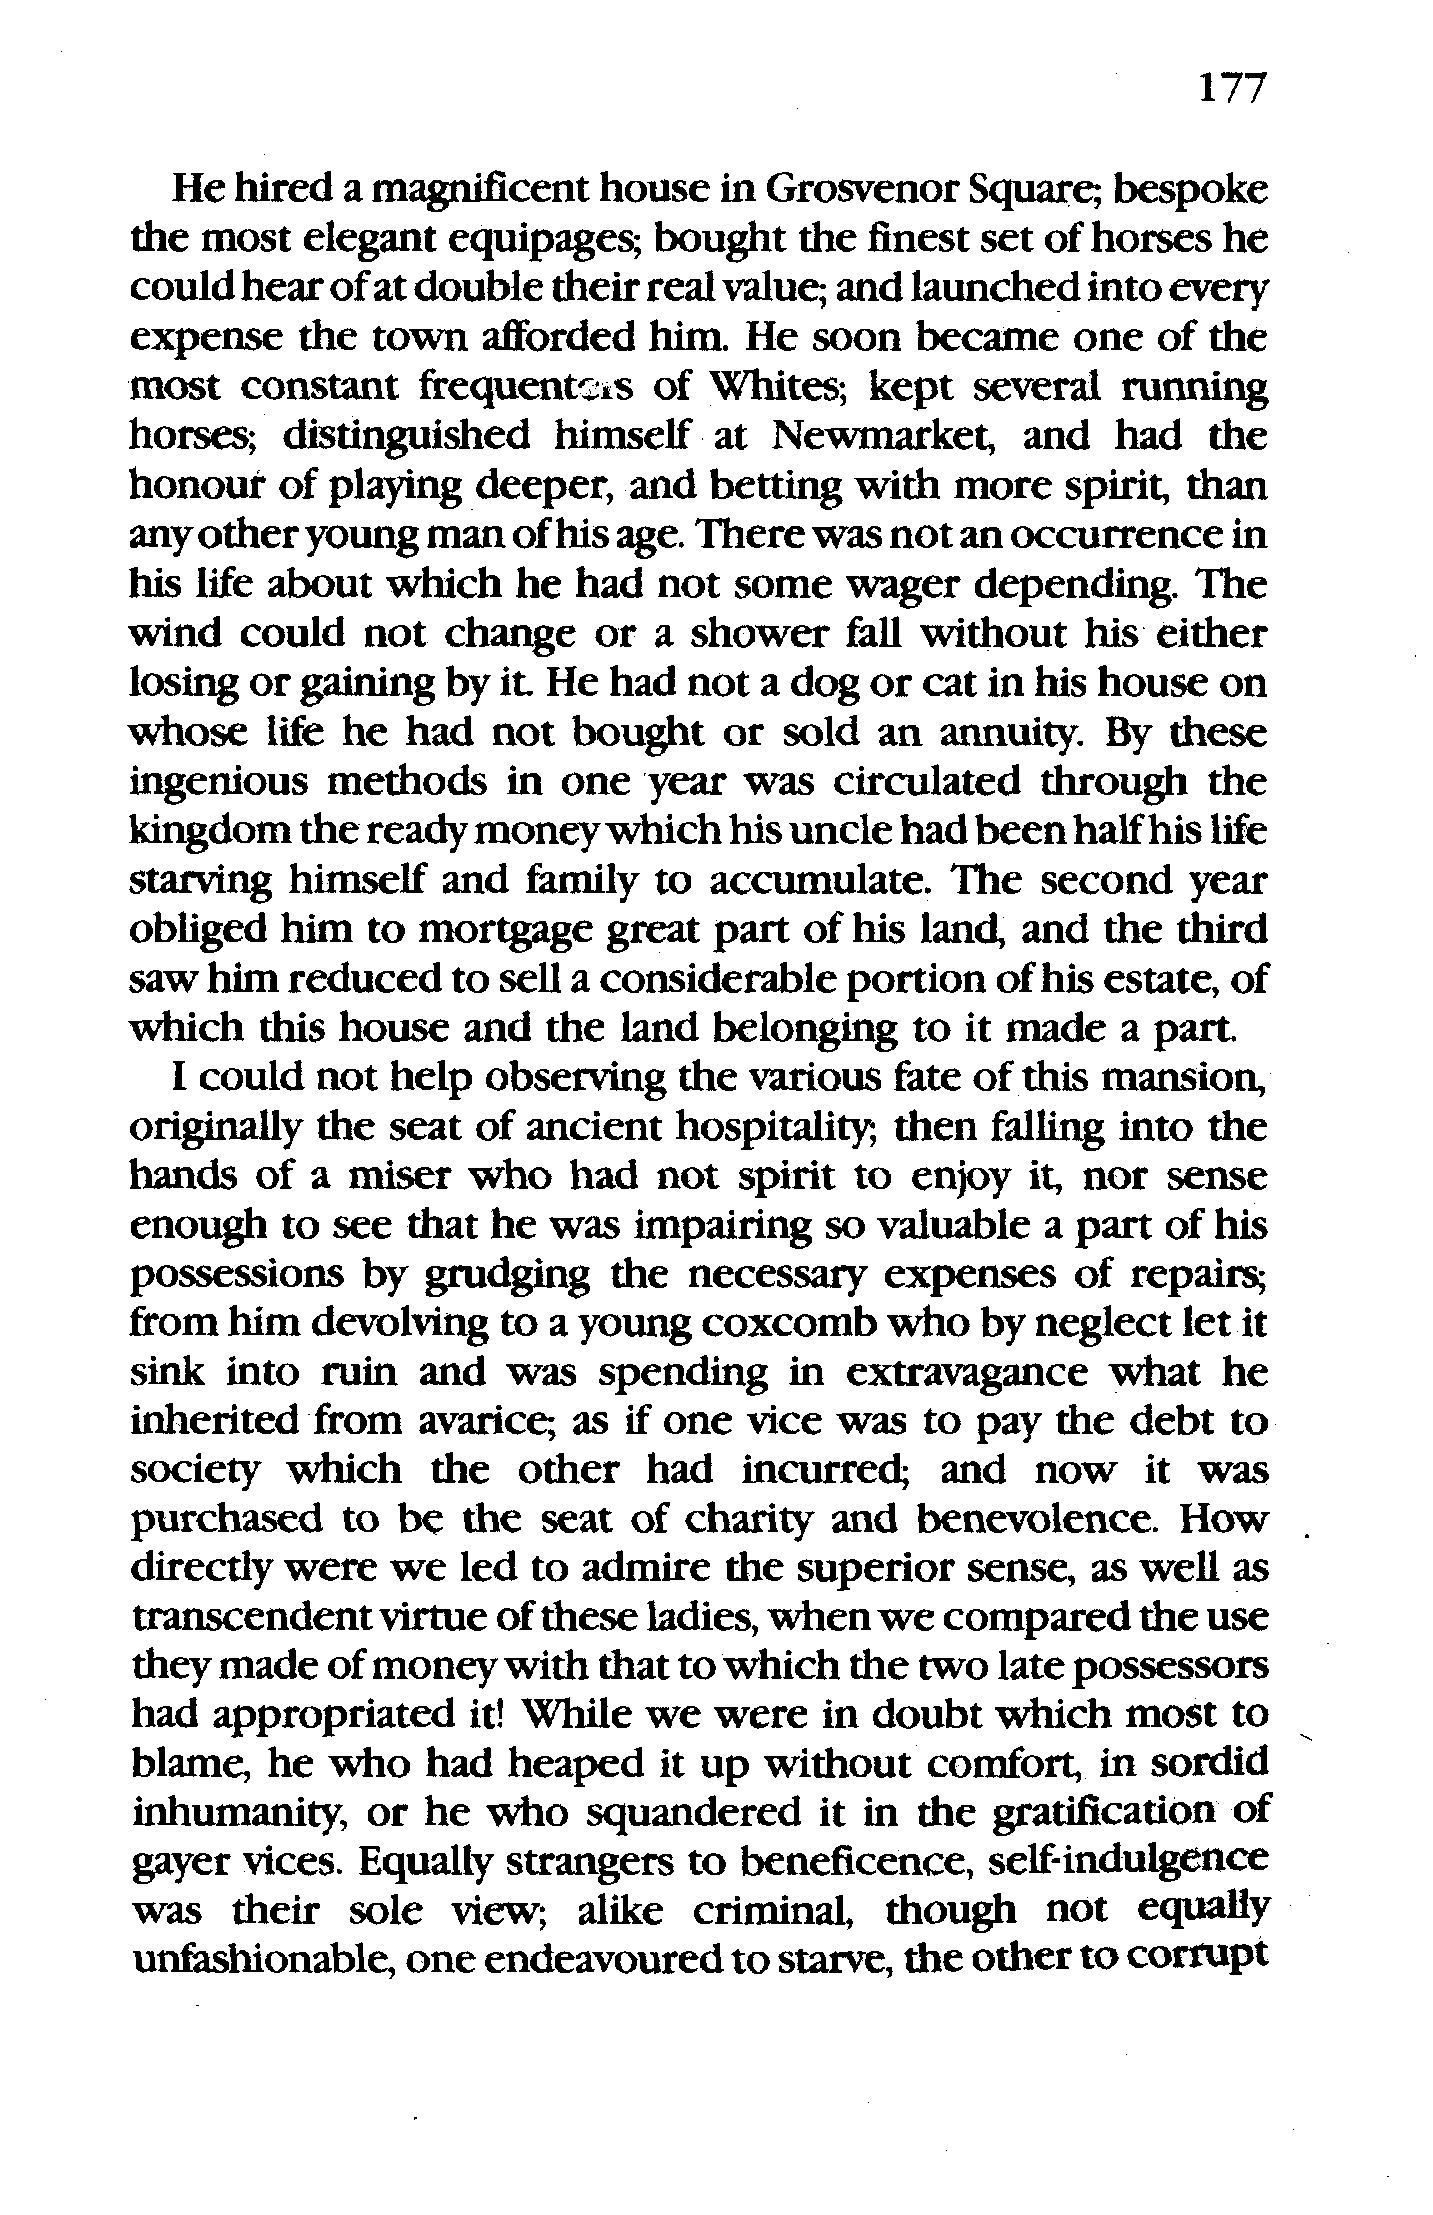 177
He hired a magnificent house in Grosvenor Square; bespoke
the most elegant equipages; bought the finest set of horses he
could hear of at double their real value; and launched into every
expense the town afforded him. He soon became one of the
most constant frequenters of Whites; kept several running
horses; distinguished himself at Newmarket, and had the
honour of playing deeper, and betting with more spirit, than
any other young man of his age. There was not an occurrence in
his life about which he had not some wager depending. The
wind could not change or a shower fall without his either
losing or gaining by it. He had not a dog or cat in his house on
whose life he had not bought or sold an annuity. By these
ingenious methods in one year was circulated through the
kingdom the ready money which his uncle had been half his life
starving himself and family to accumulate. The second year
obliged him to mortgage great part of his land, and the third
saw him reduced to sell a considerable portion of his estate, of
which this house and the land belonging to it made a part.
I could not help observing the various fate of this mansion,
originally the seat of ancient hospitality; then falling into the
hands of a miser who had not spirit to enjoy it, nor sense
enough to see that he was impairing so valuable a part of his
possessions by grudging the necessary expenses of repairs;
from him devolving to a young coxcomb who by neglect let it
sink into ruin and was spending in extravagance what he
inherited from avarice; as if one vice was to pay the debt to
society which the other had incurred; and now it was
purchased to be the seat of charity and benevolence. How
directly were we led to admire the superior sense, as well as
transcendent virtue of these ladies, when we compared the use
they made of money with that to which the two late possessors
had appropriated it! While we were in doubt which most to
blame, he who had heaped it up without comfort, in sordid
inhumanity, or he who squandered it in the gratification of
gayer vices. Equally strangers to beneficence, self-indulgence
was their sole view; alike criminal, though not equally
unfashionable, one endeavoured to starve, the other to corrupt